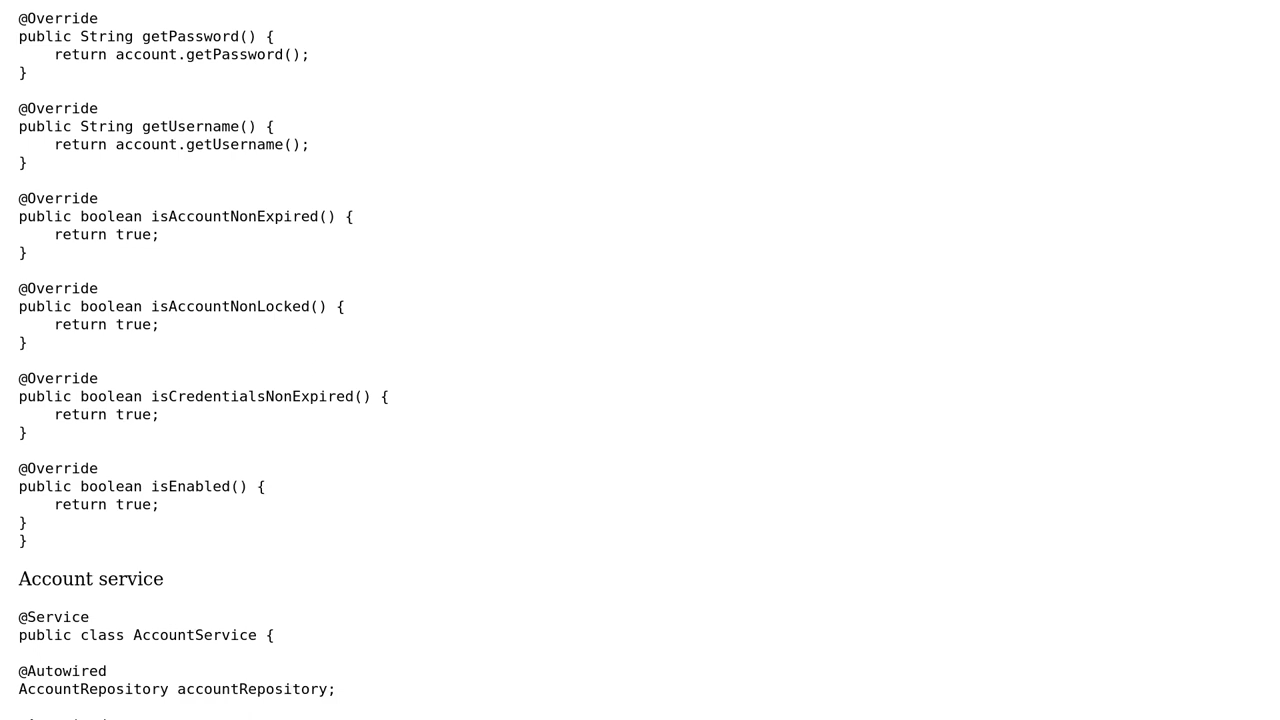 @Override
public String getPassword() {
    return account.getPassword();
}

@Override
public String getUsername() {
    return account.getUsername();
}

@Override
public boolean isAccountNonExpired() {
    return true;
}

@Override
public boolean isAccountNonLocked() {
    return true;
}

@Override
public boolean isCredentialsNonExpired() {
    return true;
}

@Override
public boolean isEnabled() {
    return true;
}
}

Account service

@Service
public class AccountService {

@Autowired
AccountRepository accountRepository;